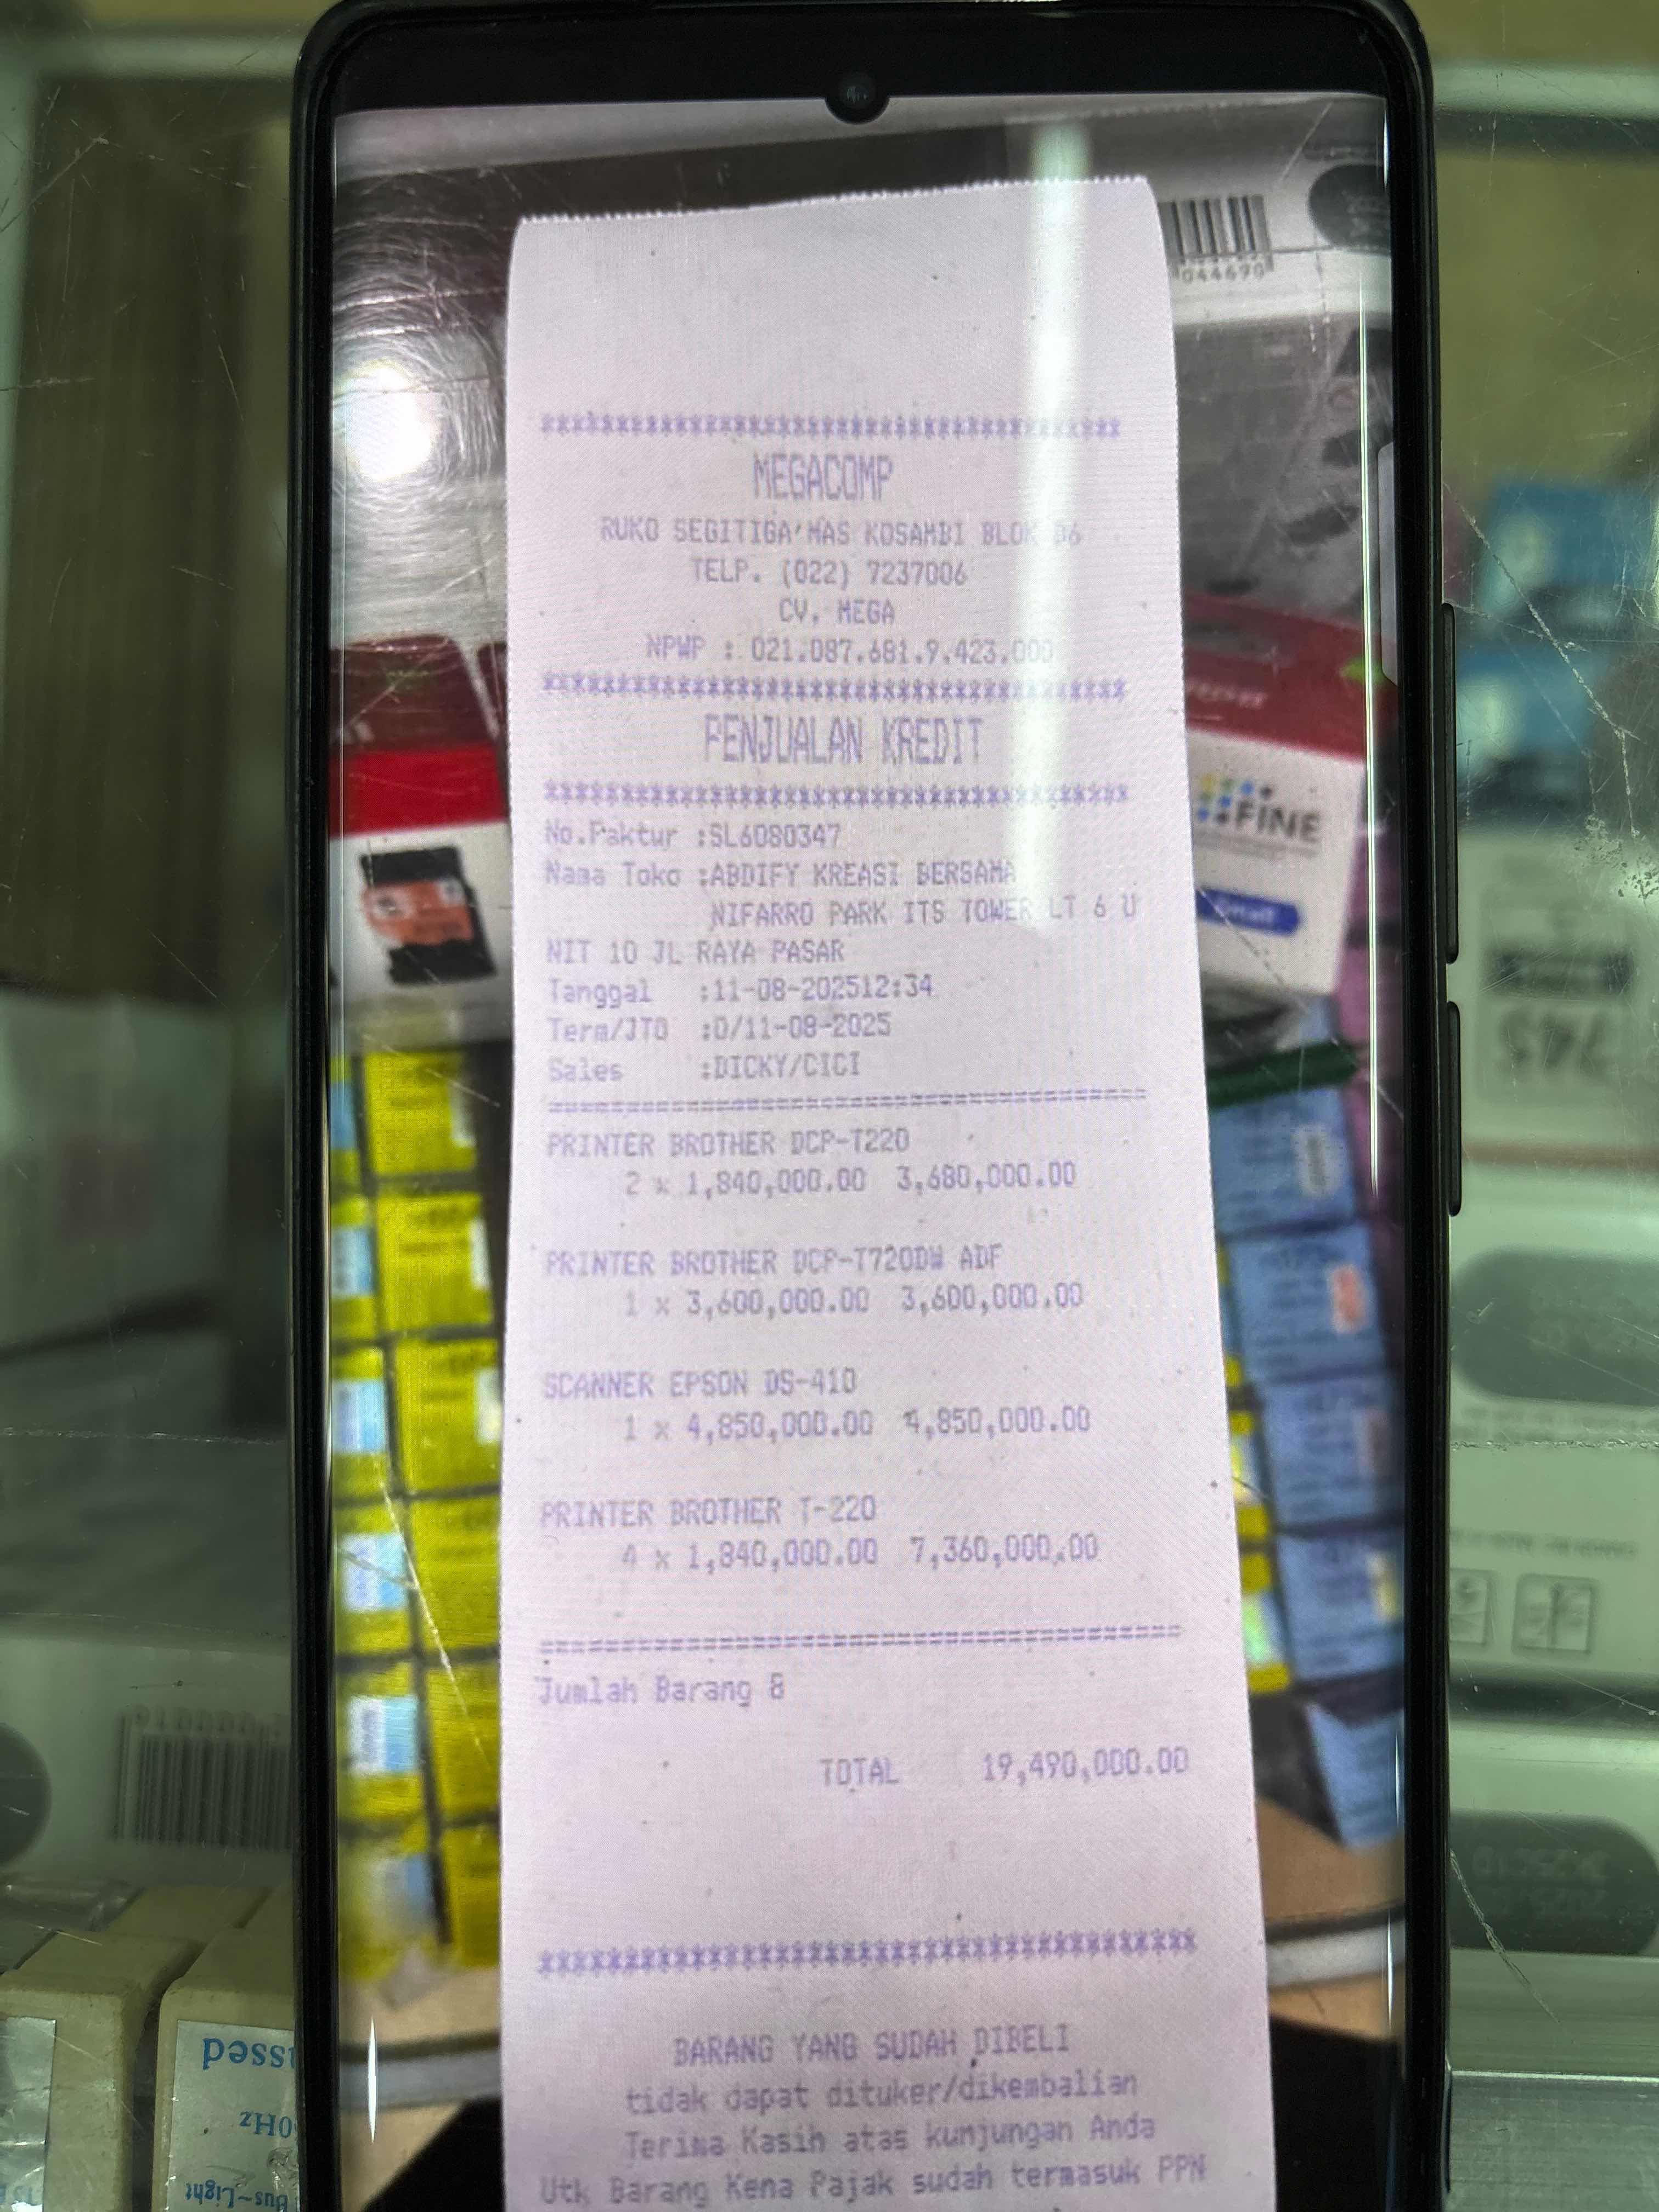 044690
****************************************
MEGACOMP
RUKO SEGITIGA'MAS KOSAMBI BLOK B6
TELP. (022) 7237006
CV. MEGA
NPWP : 021.087.681.9.423.000
****************************************
PENJUALAN KREDIT
****************************************
No.Faktur :SL6080347
Nama Toko :ABDIFY KREASI BERSAMA
NIFARRO PARK ITS TOWER LT 6 U
NIT 10 JL RAYA PASAR
Tanggal :11-08-202512:34
Term/JTO :0/11-08-2025
Sales :DICKY/CICI
========================================
PRINTER BROTHER DCP-T220
2 x 1,840,000.00 3,680,000.00
PRINTER BROTHER DCP-T720DW ADF
1 x 3,600,000.00 3,600,000.00
SCANNER EPSON DS-410
1 x 4,850,000.00 4,850,000.00
PRINTER BROTHER T-220
4 x 1,840,000.00 7,360,000.00
========================================
Jumlah Barang 8
TOTAL 19,490,000.00
****************************************
BARANG YANG SUDAH DIBELI
tidak dapat dituker/dikembalian
Terima Kasih atas kunjungan Anda
Utk Barang Kena Pajak sudah termasuk PPN
FINE
Small
745